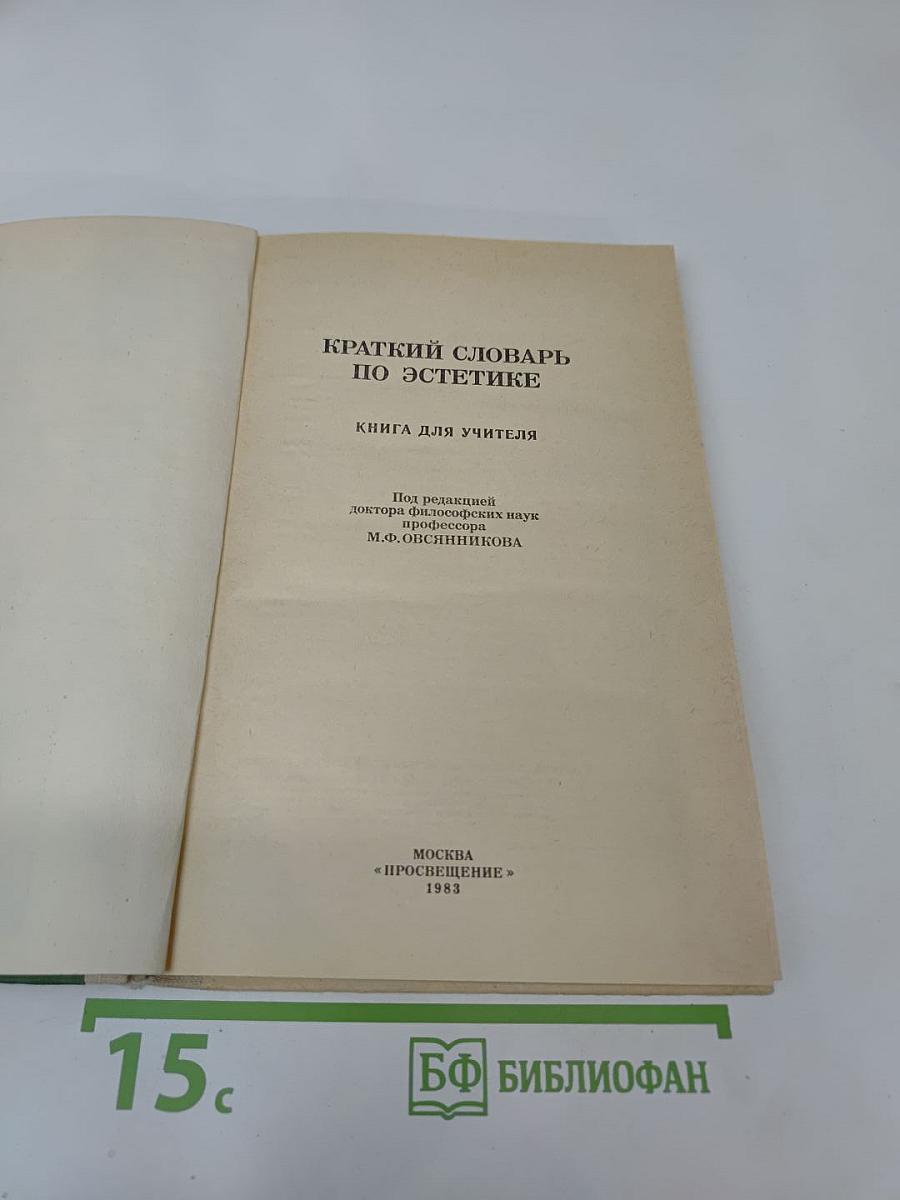 КРАТКИЙ СЛОВАРЬ
ПО ЭСТЕТИКЕ
КНИГА ДЛЯ УЧИТЕЛЯ
Под редакцией
доктора философских наук
профессора
М.Ф.ОВСЯННИКОВА
МОСКВА
«ПРОСВЕЩЕНИЕ»
1983
15 с
БФ БИБЛИОФАН